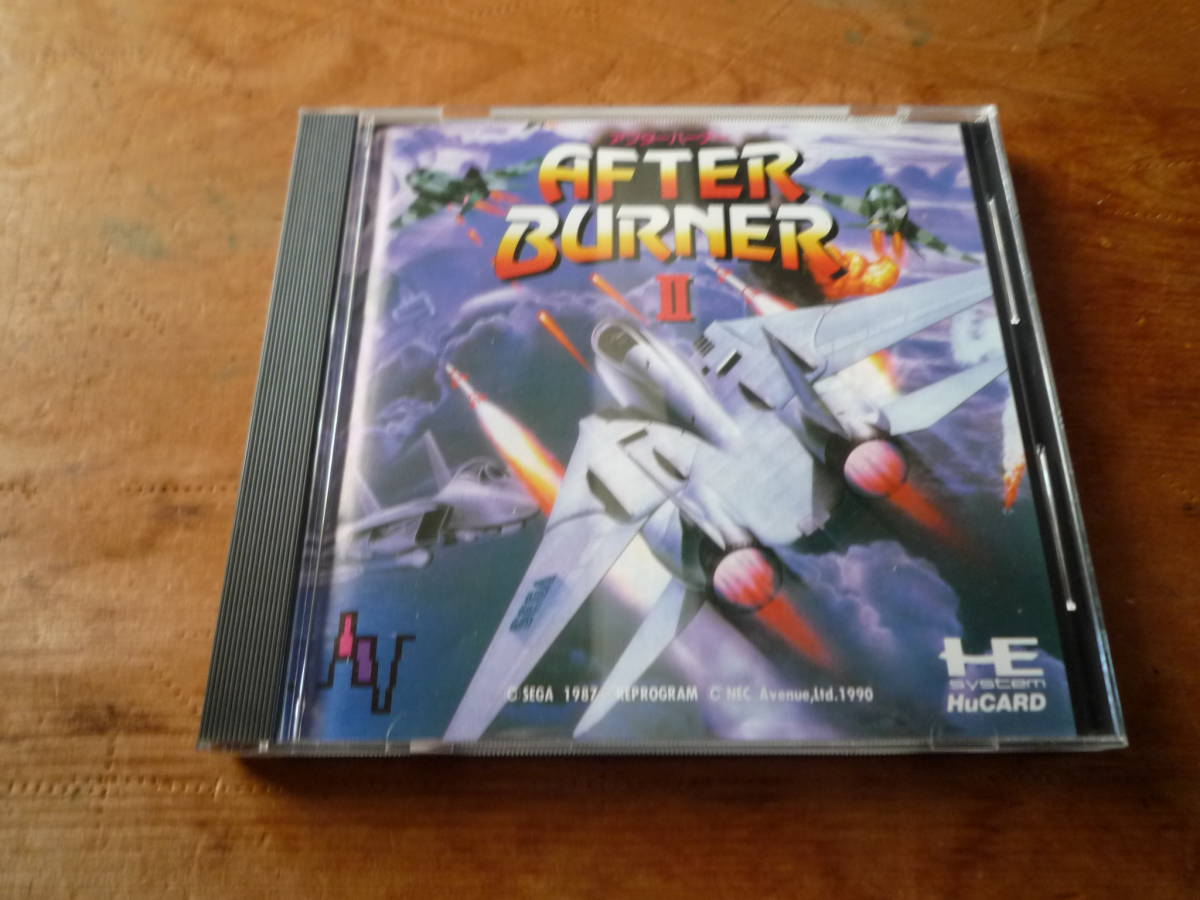 アフターバーナー
AFTER
BURNER
II
SEGA
© SEGA 1987 REPROGRAM © NEC Avenue,Ltd.1990
HE
system
HuCARD